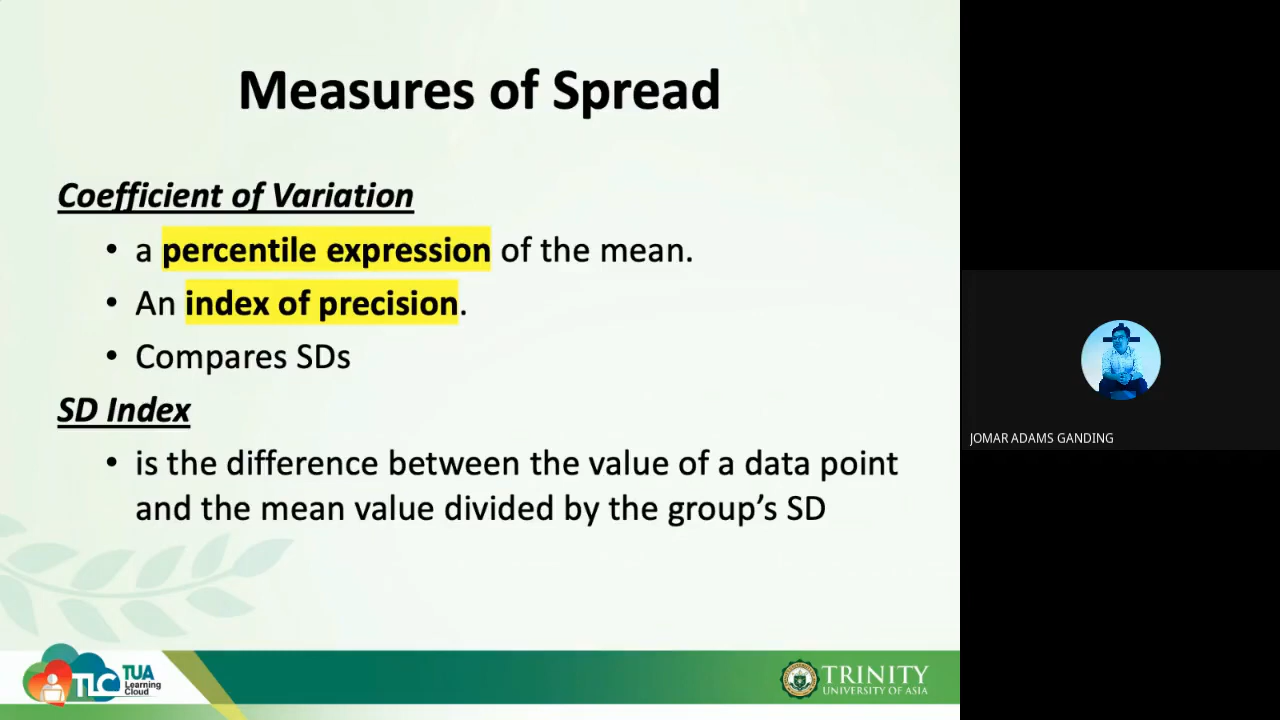 Measures of Spread
Coefficient of Variation
• a percentile expression of the mean.
• An index of precision.
• Compares SDs
SD Index
• is the difference between the value of a data point
and the mean value divided by the group’s SD
JOMAR ADAMS GANDING
TLC
TUA
Learning
Cloud
TRINITY
UNIVERSITY OF ASIA